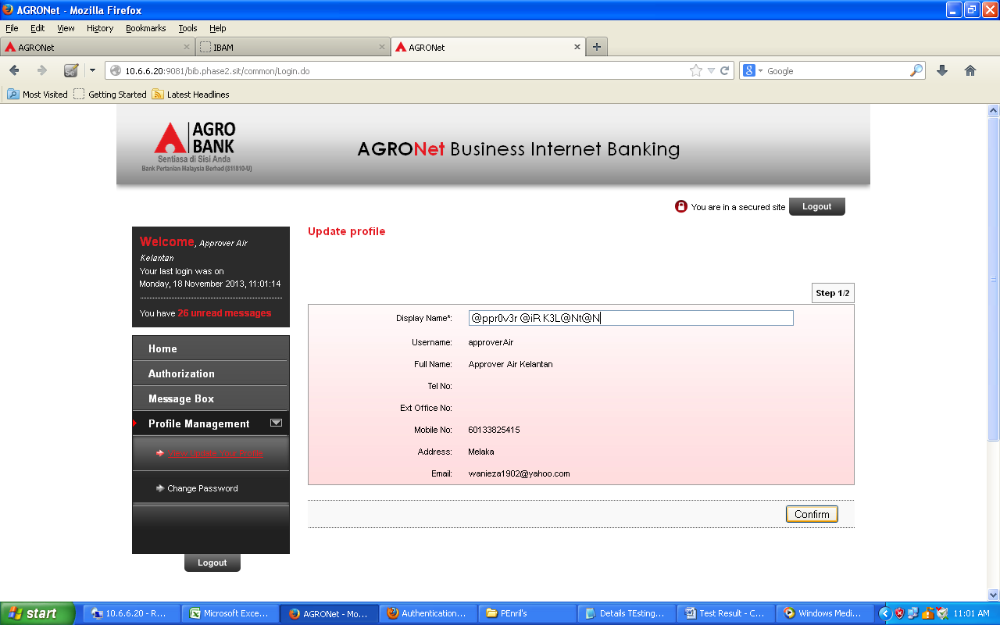 AGRONet - Mozilla Firefox
File Edit View History Bookmarks Tools Help
AGRONet
IBAM
AGRONet
10.6.6.20:9081/bib.phase2.sit/common/Login.do
Google
Most Visited Getting Started Latest Headlines
AGRO
BANK
Sentiasa di Sisi Anda
Bank Pertanian Malaysia Berhad (811810-U)
AGRONet Business Internet Banking
You are in a secured site
Logout
Welcome, Approver Air
Kelantan
Your last login was on
Monday, 18 November 2013, 11:01:14
You have 26 unread messages
Home
Authorization
Message Box
Profile Management
Change Password
Logout
Update profile
Step 1/2
Display Name*: @ppr0v3r @iR K3L@Nt@N
Username: approverAir
Full Name: Approver Air Kelantan
Tel No:
Ext Office No:
Mobile No: 60133825415
Address: Melaka
Email: wanieza1902@yahoo.com
Confirm
start
10.6.6.20 - R...
Microsoft Exce...
AGRONet - Mo...
Authentication...
PEnril's
Details TEsting...
Test Result - C...
Windows Medi...
11:01 AM